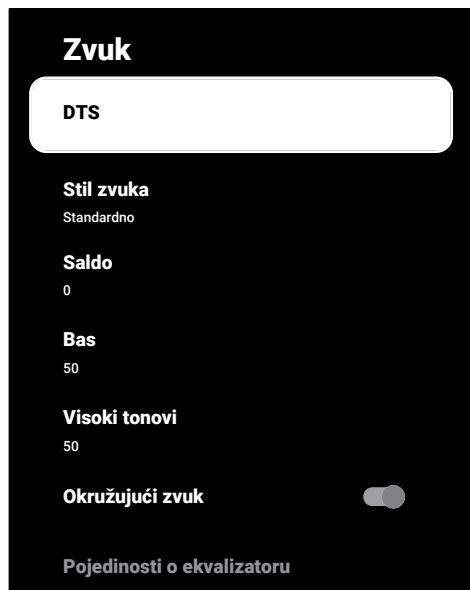 Zvuk
DTS
Stil zvuka
Standardno
Saldo
0
Bas
50
Visoki tonovi
50
Okružujući zvuk
Pojedinosti o ekvalizatoru